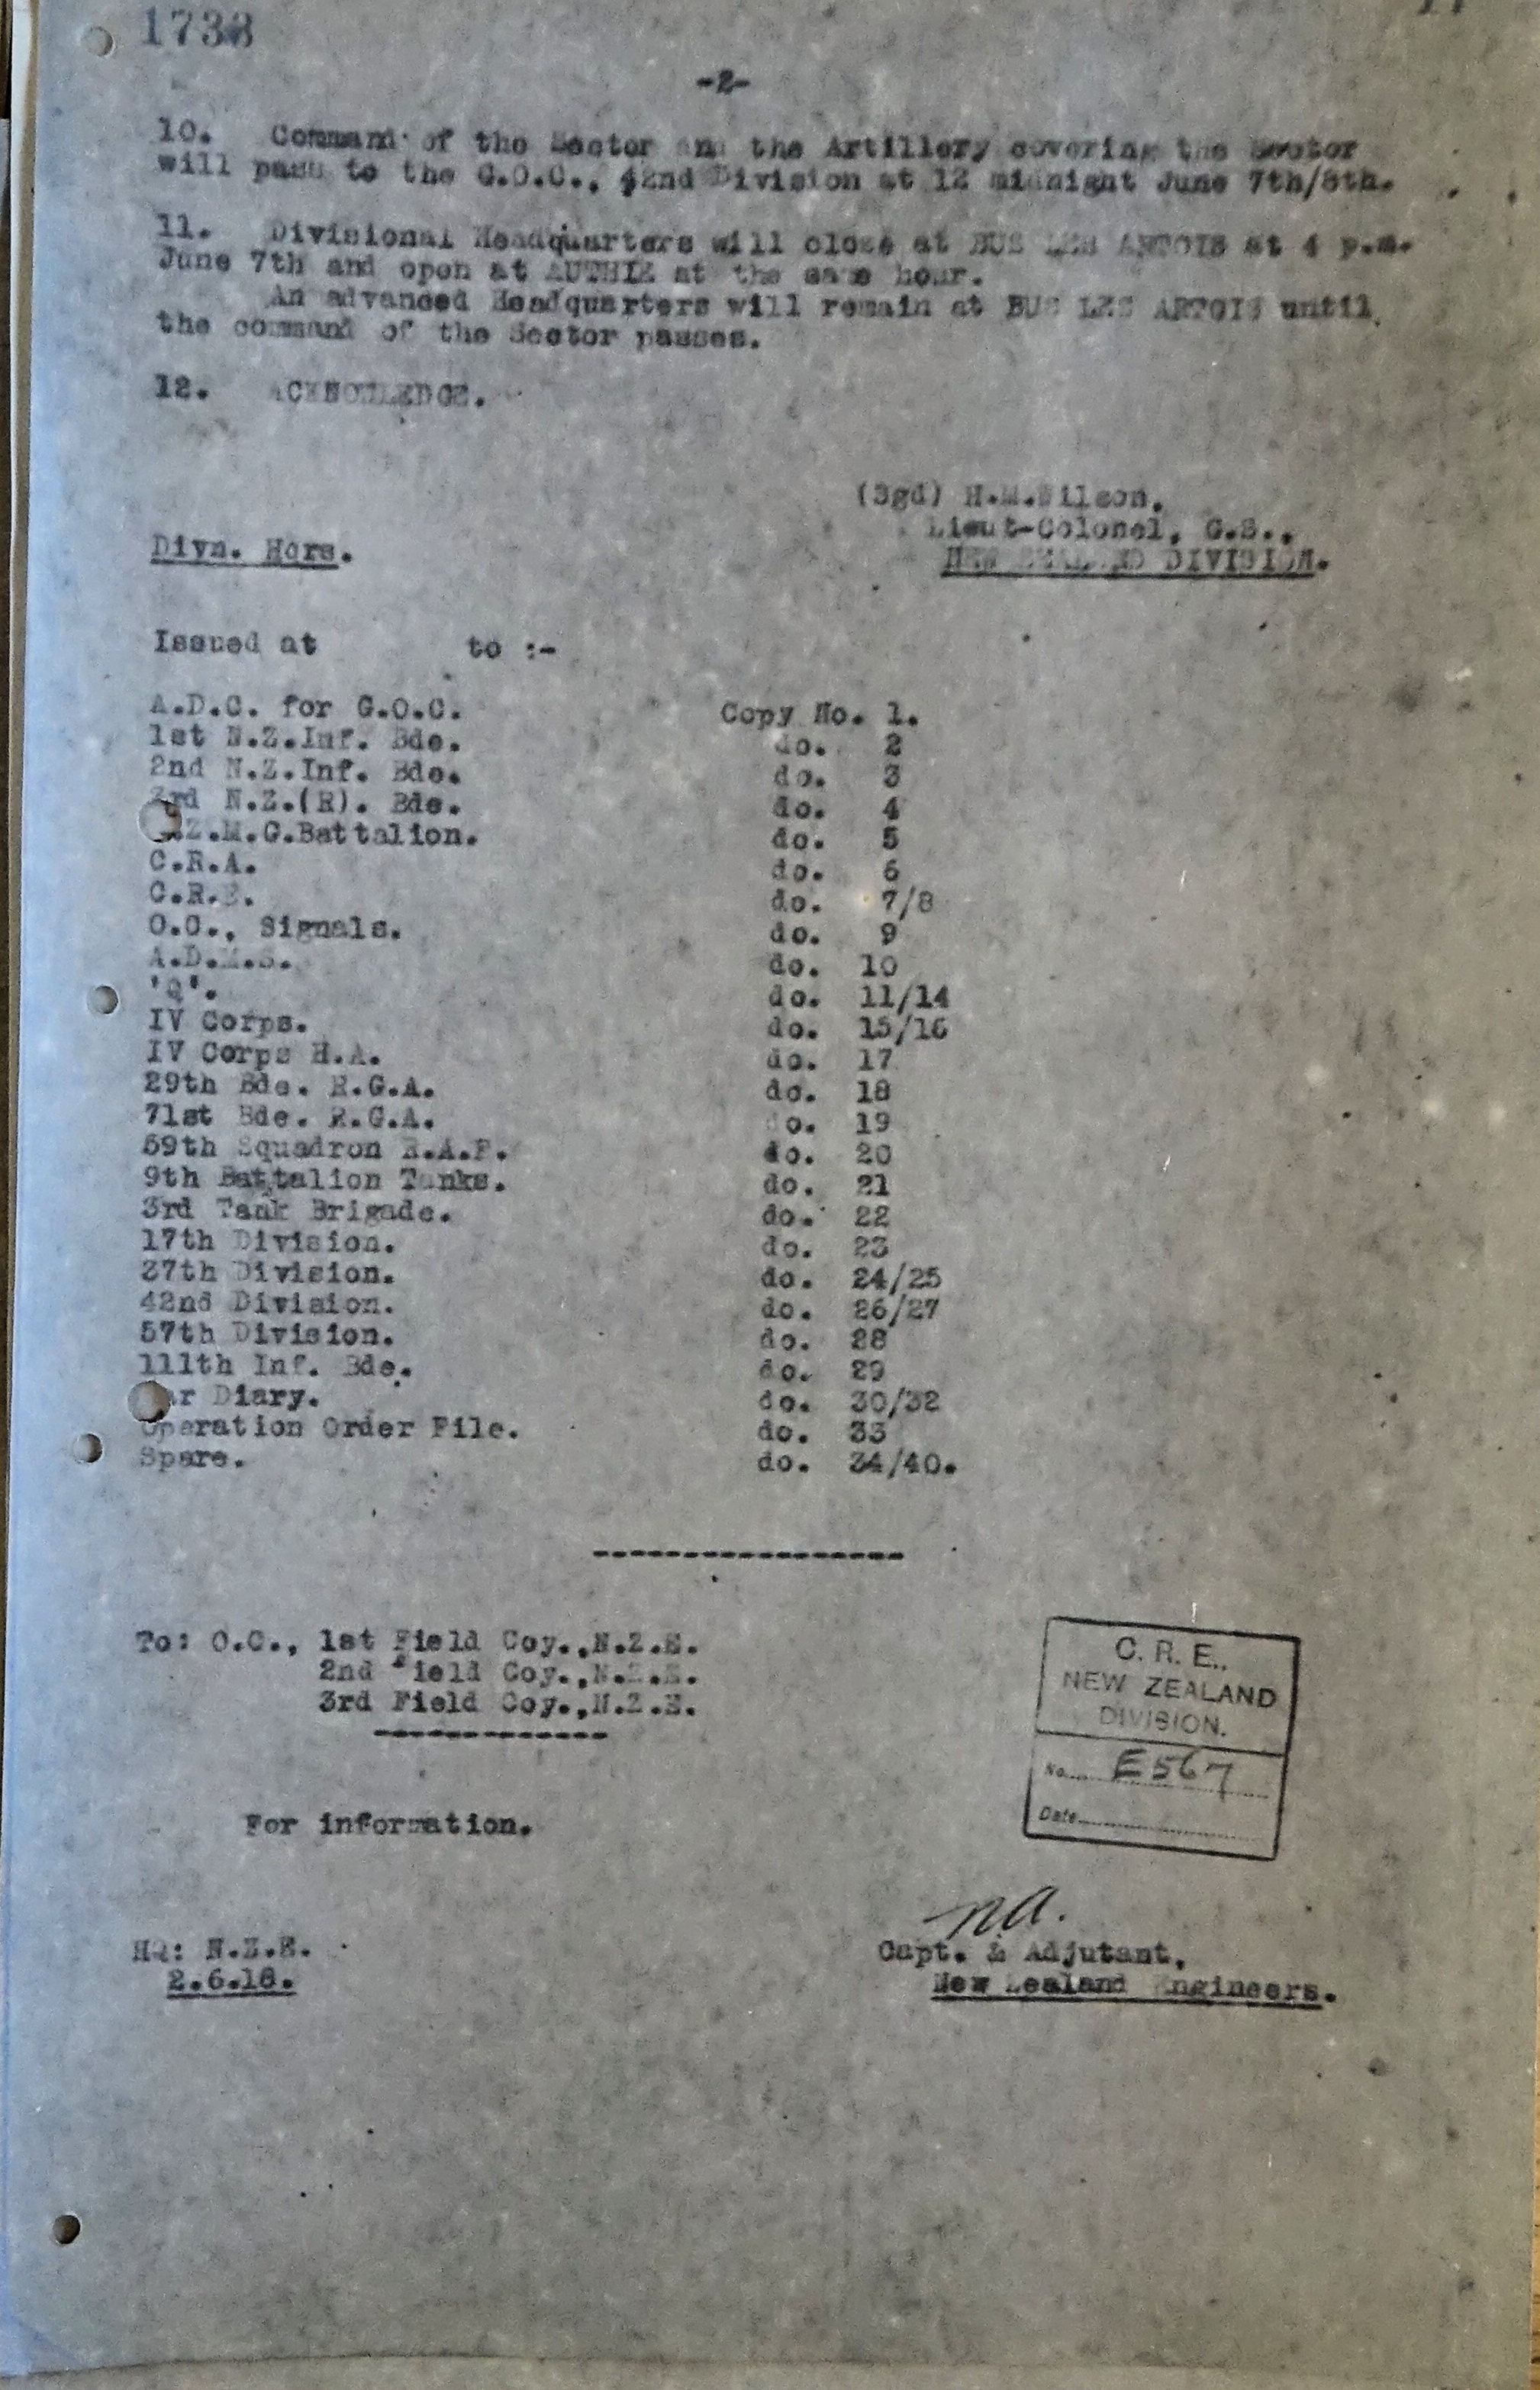 1738
-2-
10. Command of the Sector and the Artillery covering the Sector
will pass to the G.O.C., 42nd Division at 12 midnight June 7th/8th.
11. Divisional Headquarters will close at BUS LES ARTOIS at 4 p.m.
June 7th and open at AUTHIE at the same hour.
An advanced Headquarters will remain at BUS LES ARTOIS until
the command of the Sector passes.
12. ACKNOWLEDGE.
(Sgd) H.M.Wilson,
Lieut-Colonel, G.S.,
Divn. Hqrs.
NEW ZEALAND DIVISION.
Issued at to :-
A.D.C. for G.O.C. Copy No. 1.
1st N.Z.Inf. Bde. do. 2
2nd N.Z.Inf. Bde. do. 3
3rd N.Z.(R). Bde. do. 4
.Z.M.G.Battalion. do. 5
C.R.A. do. 6
C.R.E. do. 7/8
O.C., Signals. do. 9
A.D.M.S. do. 10
'Q'. do. 11/14
IV Corps. do. 15/16
IV Corps H.A. do. 17
29th Bde. R.G.A. do. 18
71st Bde. R.G.A. do. 19
59th Squadron R.A.F. do. 20
9th Battalion Tanks. do. 21
3rd Tank Brigade. do. 22
17th Division. do. 23
37th Division. do. 24/25
42nd Division. do. 26/27
57th Division. do. 28
111th Inf. Bde. do. 29
ar Diary. do. 30/32
Operation Order File. do. 33
Spare. do. 34/40.
-----------------
To: O.C., 1st Field Coy.,N.Z.E.
2nd Field Coy.,N.Z.E.
3rd Field Coy.,N.Z.E.
-------------
C. R. E.,
NEW ZEALAND
DIVISION.
No.... E567
Date
For information.
HQ: N.Z.E.
2.6.18.
Capt. & Adjutant,
New Zealand Engineers.